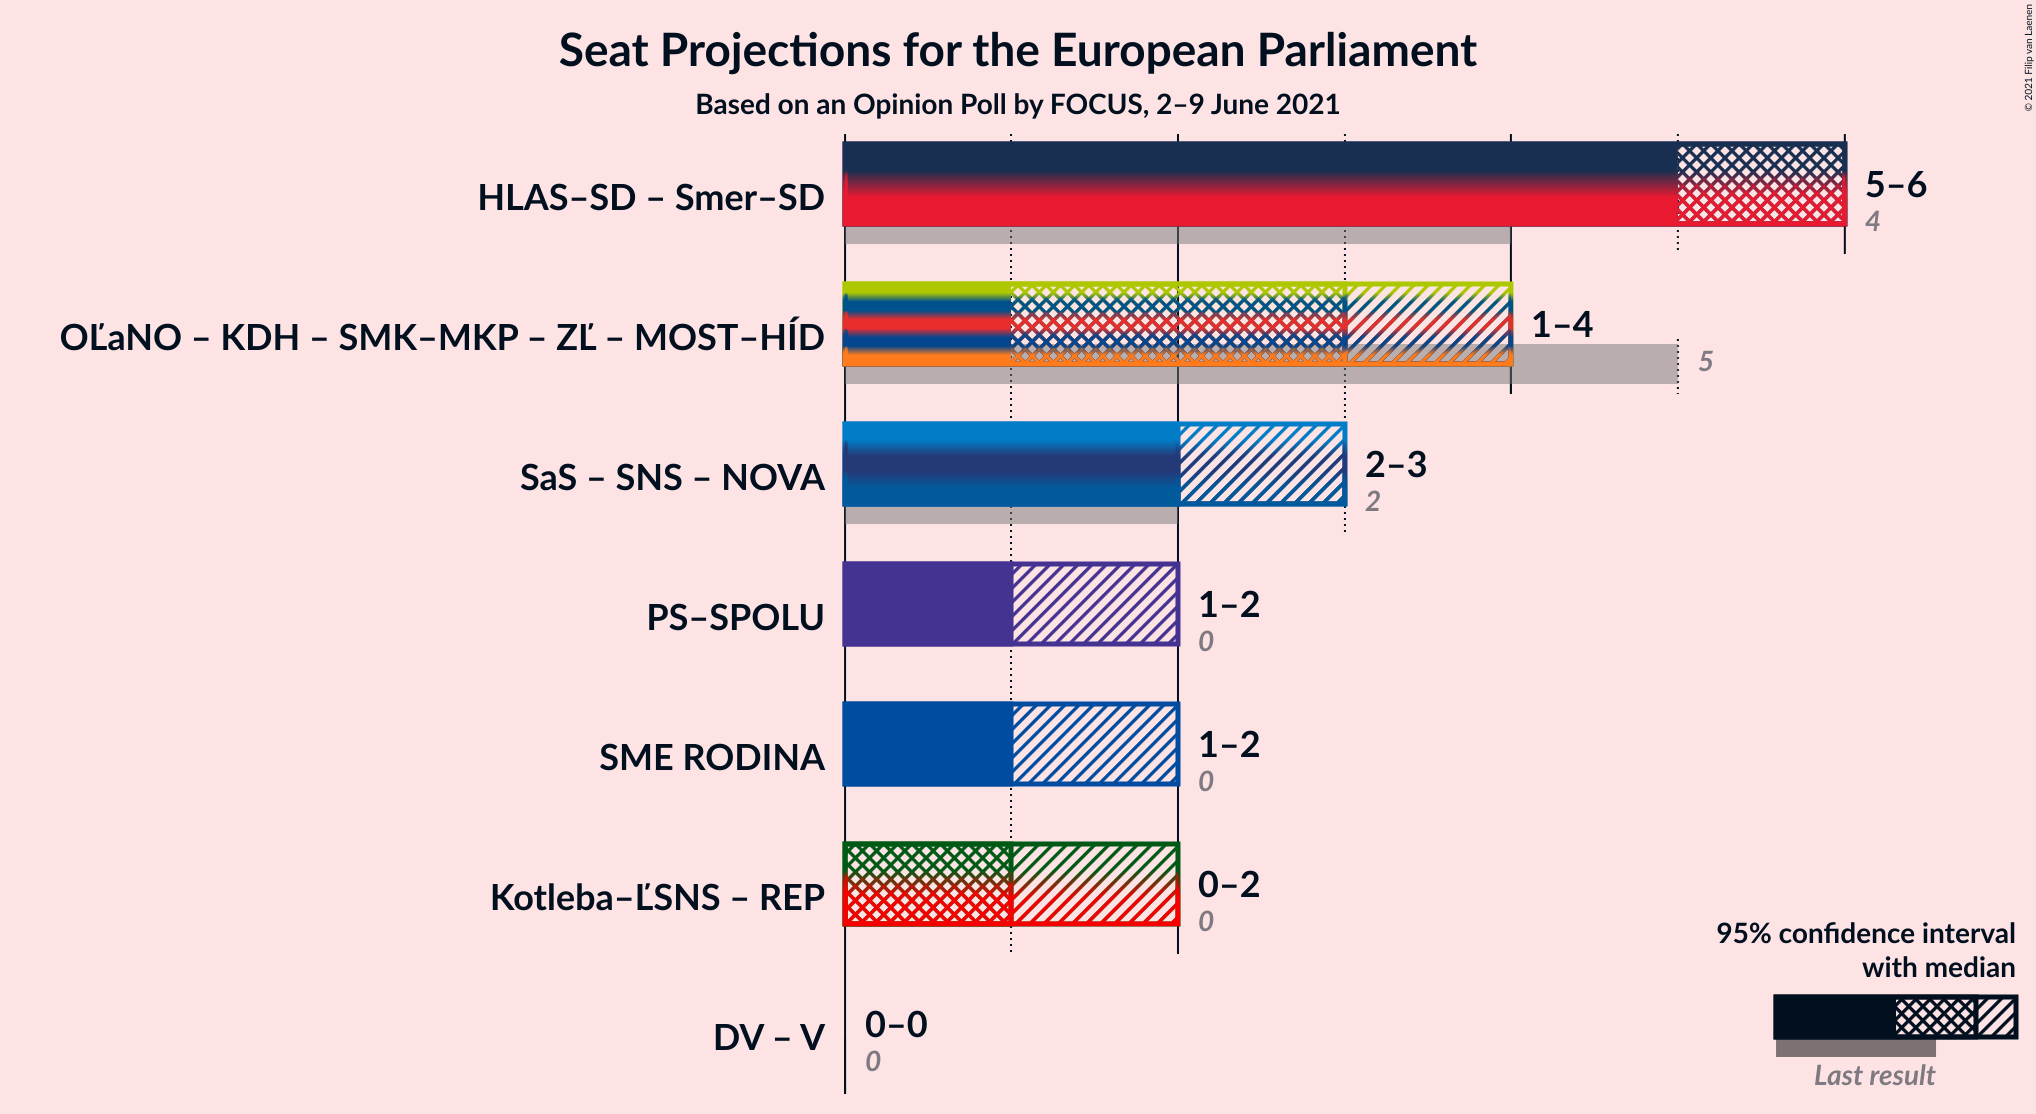 Seat Projections for the European Parliament
Based on an Opinion Poll by FOCUS, 2–9 June 2021
© 2021 Filip van Laenen
HLAS–SD – Smer–SD
5–6
4
OĽaNO – KDH – SMK–MKP – ZĽ – MOST–HÍD
1–4
5
SaS – SNS – NOVA
2–3
2
PS–SPOLU
1–2
0
SME RODINA
1–2
0
Kotleba–ĽSNS – REP
0–2
0
DV – V
0–0
0
95% confidence interval
with median
Last result